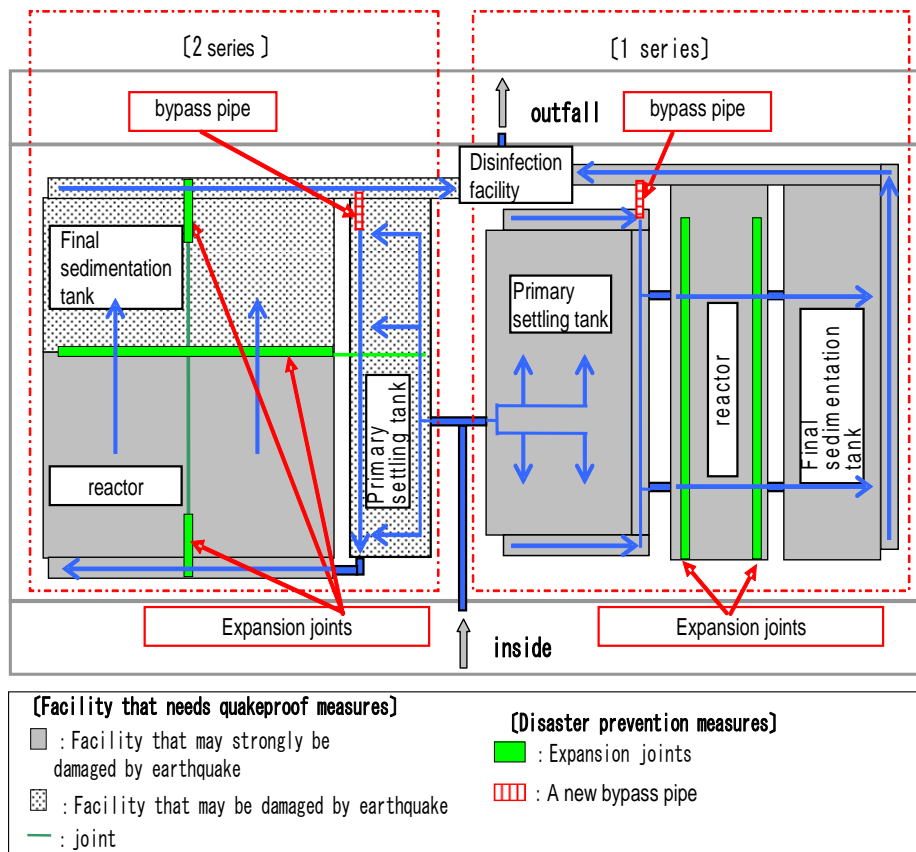 〔2 series〕
〔1 series〕
bypass pipe
outfall
bypass pipe
Disinfection
facility
Final
sedimentation
tank
Primary
settling tank
reactor
Final
sedimentation
tank
Primary
settling tank
reactor
Expansion joints
inside
Expansion joints
〔Facility that needs quakeproof measures〕
: Facility that may strongly be
damaged by earthquake
: Facility that may be damaged by earthquake
: joint
〔Disaster prevention measures〕
: Expansion joints
: A new bypass pipe